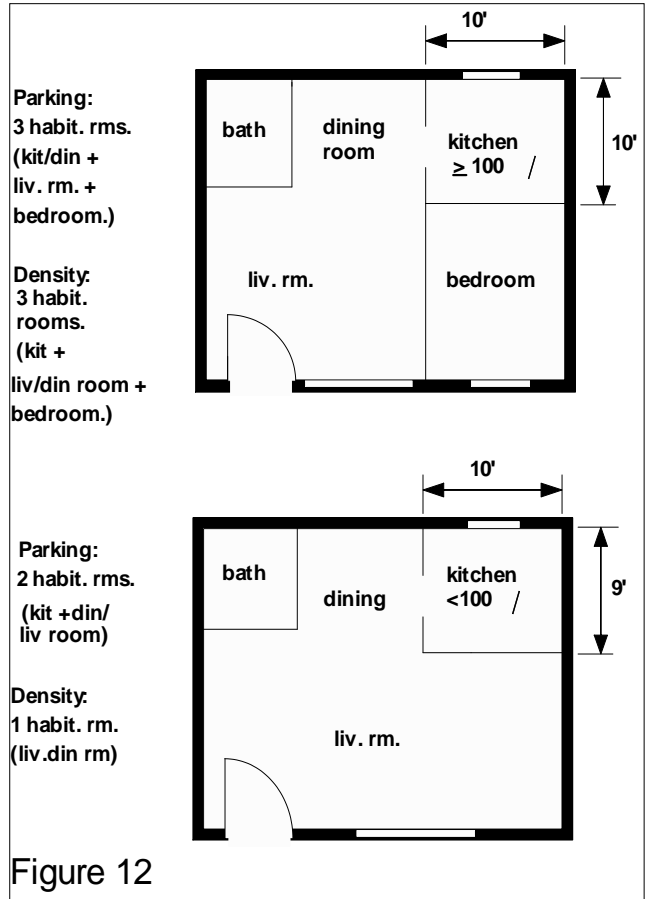 10'
Parking:
3 habit. rms.
(kit/din +
liv. rm. +
bedroom.)
Density:
3 habit.
rooms.
(kit +
liv/din room +
bedroom.)
bath
dining
room
kitchen
≥ 100 /
10'
liv. rm.
bedroom
10'
Parking:
2 habit. rms.
(kit +din/
liv room)
Density:
1 habit. rm.
(liv.din rm)
bath
dining
kitchen
<100 /
9'
liv. rm.
Figure 12